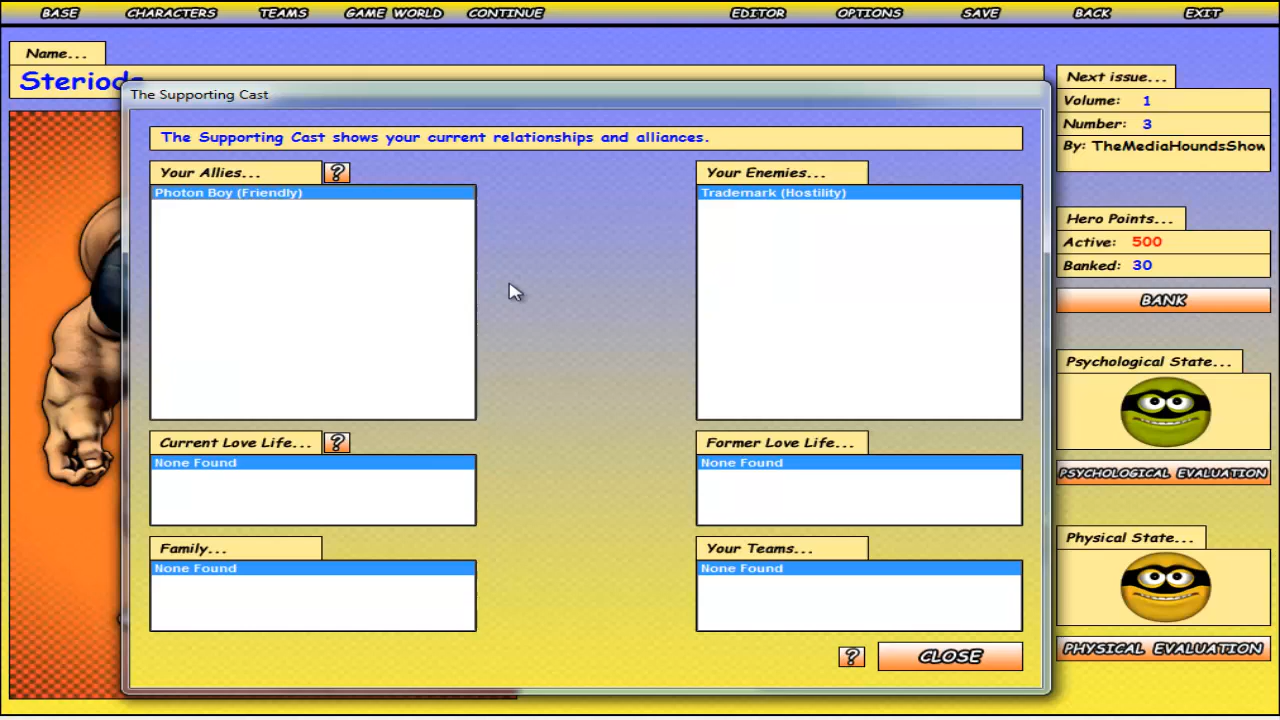 BASE CHARACTERS TEAMS GAME WORLD CONTINUE EDITOR OPTIONS SAVE BACK EXIT
Name...
Steriods
The Supporting Cast
The Supporting Cast shows your current relationships and alliances.
Your Allies... ?
Photon Boy (Friendly)
Your Enemies...
Trademark (Hostility)
Current Love Life... ?
None Found
Former Love Life...
None Found
Family...
None Found
Your Teams...
None Found
? CLOSE
Next issue...
Volume: 1
Number: 3
By: TheMediaHoundsShow
Hero Points...
Active: 500
Banked: 30
BANK
Psychological State...
PSYCHOLOGICAL EVALUATION
Physical State...
PHYSICAL EVALUATION